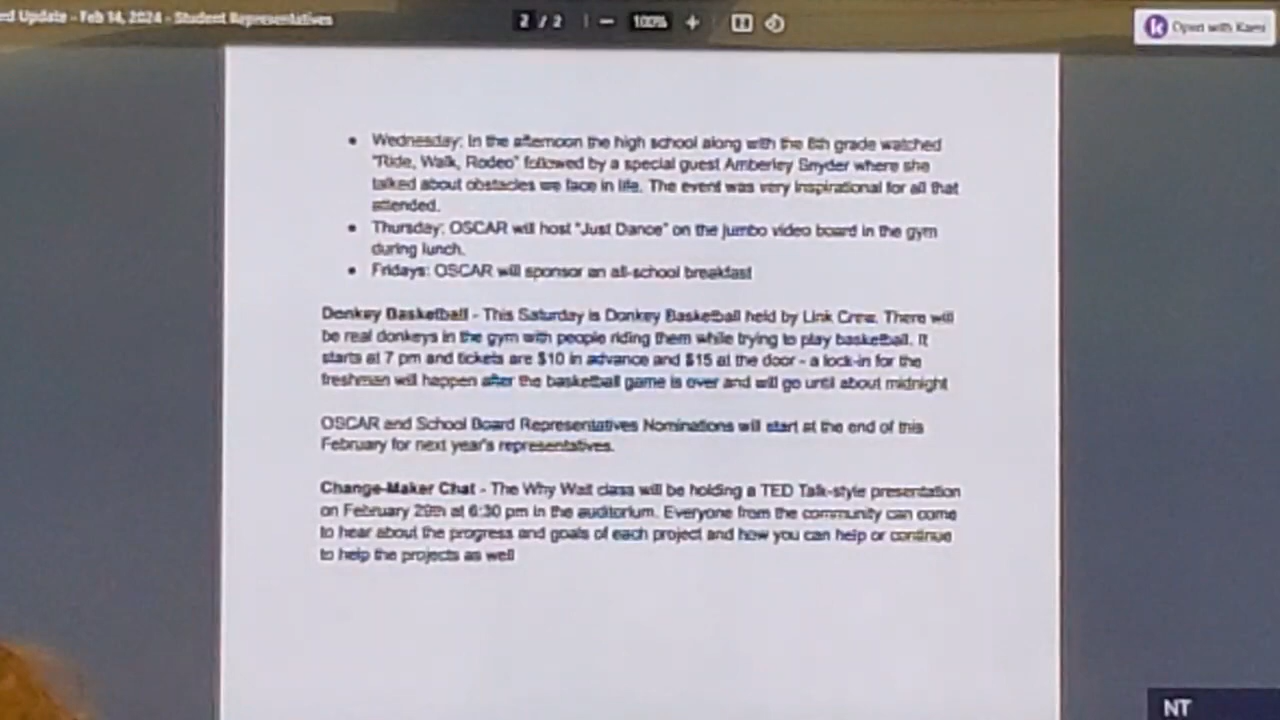 ed Update - Feb 14, 2024 - Student Representatives
2 / 2 | − 100% +
Open with Kami
• Wednesday: In the afternoon the high school along with the 8th grade watched
"Ride, Walk, Rodeo" followed by a special guest Amberley Snyder where she
talked about obstacles we face in life. The event was very inspirational for all that
attended.
• Thursday: OSCAR will host "Just Dance" on the jumbo video board in the gym
during lunch.
• Fridays: OSCAR will sponsor an all-school breakfast
Donkey Basketball - This Saturday is Donkey Basketball held by Link Crew. There will
be real donkeys in the gym with people riding them while trying to play basketball. It
starts at 7 pm and tickets are $10 in advance and $15 at the door - a lock-in for the
freshman will happen after the basketball game is over and will go until about midnight
OSCAR and School Board Representatives Nominations will start at the end of this
February for next year's representatives.
Change-Maker Chat - The Why Wait class will be holding a TED Talk-style presentation
on February 29th at 6:30 pm in the auditorium. Everyone from the community can come
to hear about the progress and goals of each project and how you can help or continue
to help the projects as well
NT